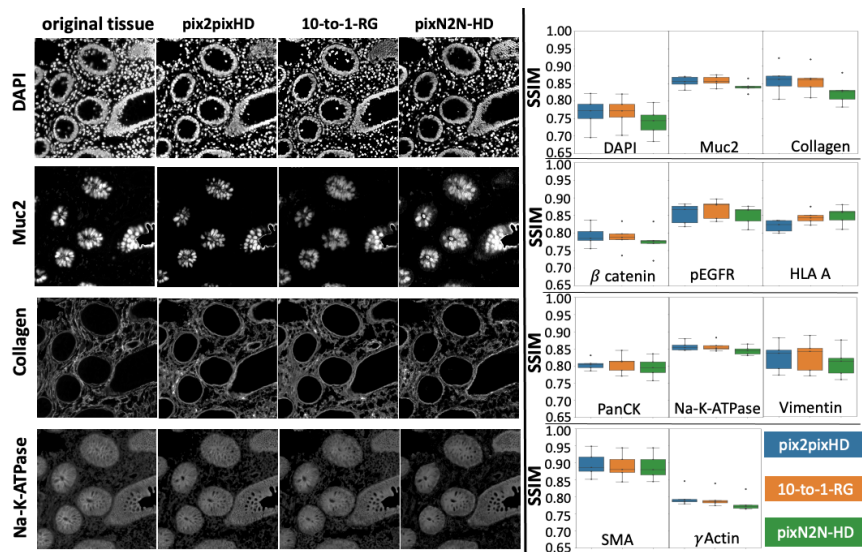 original tissue pix2pixHD 10-to-1-RG pixN2N-HD
DAPI
Muc2
Collagen
Na-K-ATPase
SSIM
1.00
0.95
0.90
0.85
0.80
0.75
0.70
0.65
DAPI Muc2 Collagen
SSIM
1.00
0.95
0.90
0.85
0.80
0.75
0.70
0.65
β catenin pEGFR HLA A
SSIM
1.00
0.95
0.90
0.85
0.80
0.75
0.70
0.65
PanCK Na-K-ATPase Vimentin
SSIM
1.00
0.95
0.90
0.85
0.80
0.75
0.70
0.65
SMA γActin
pix2pixHD
10-to-1-RG
pixN2N-HD